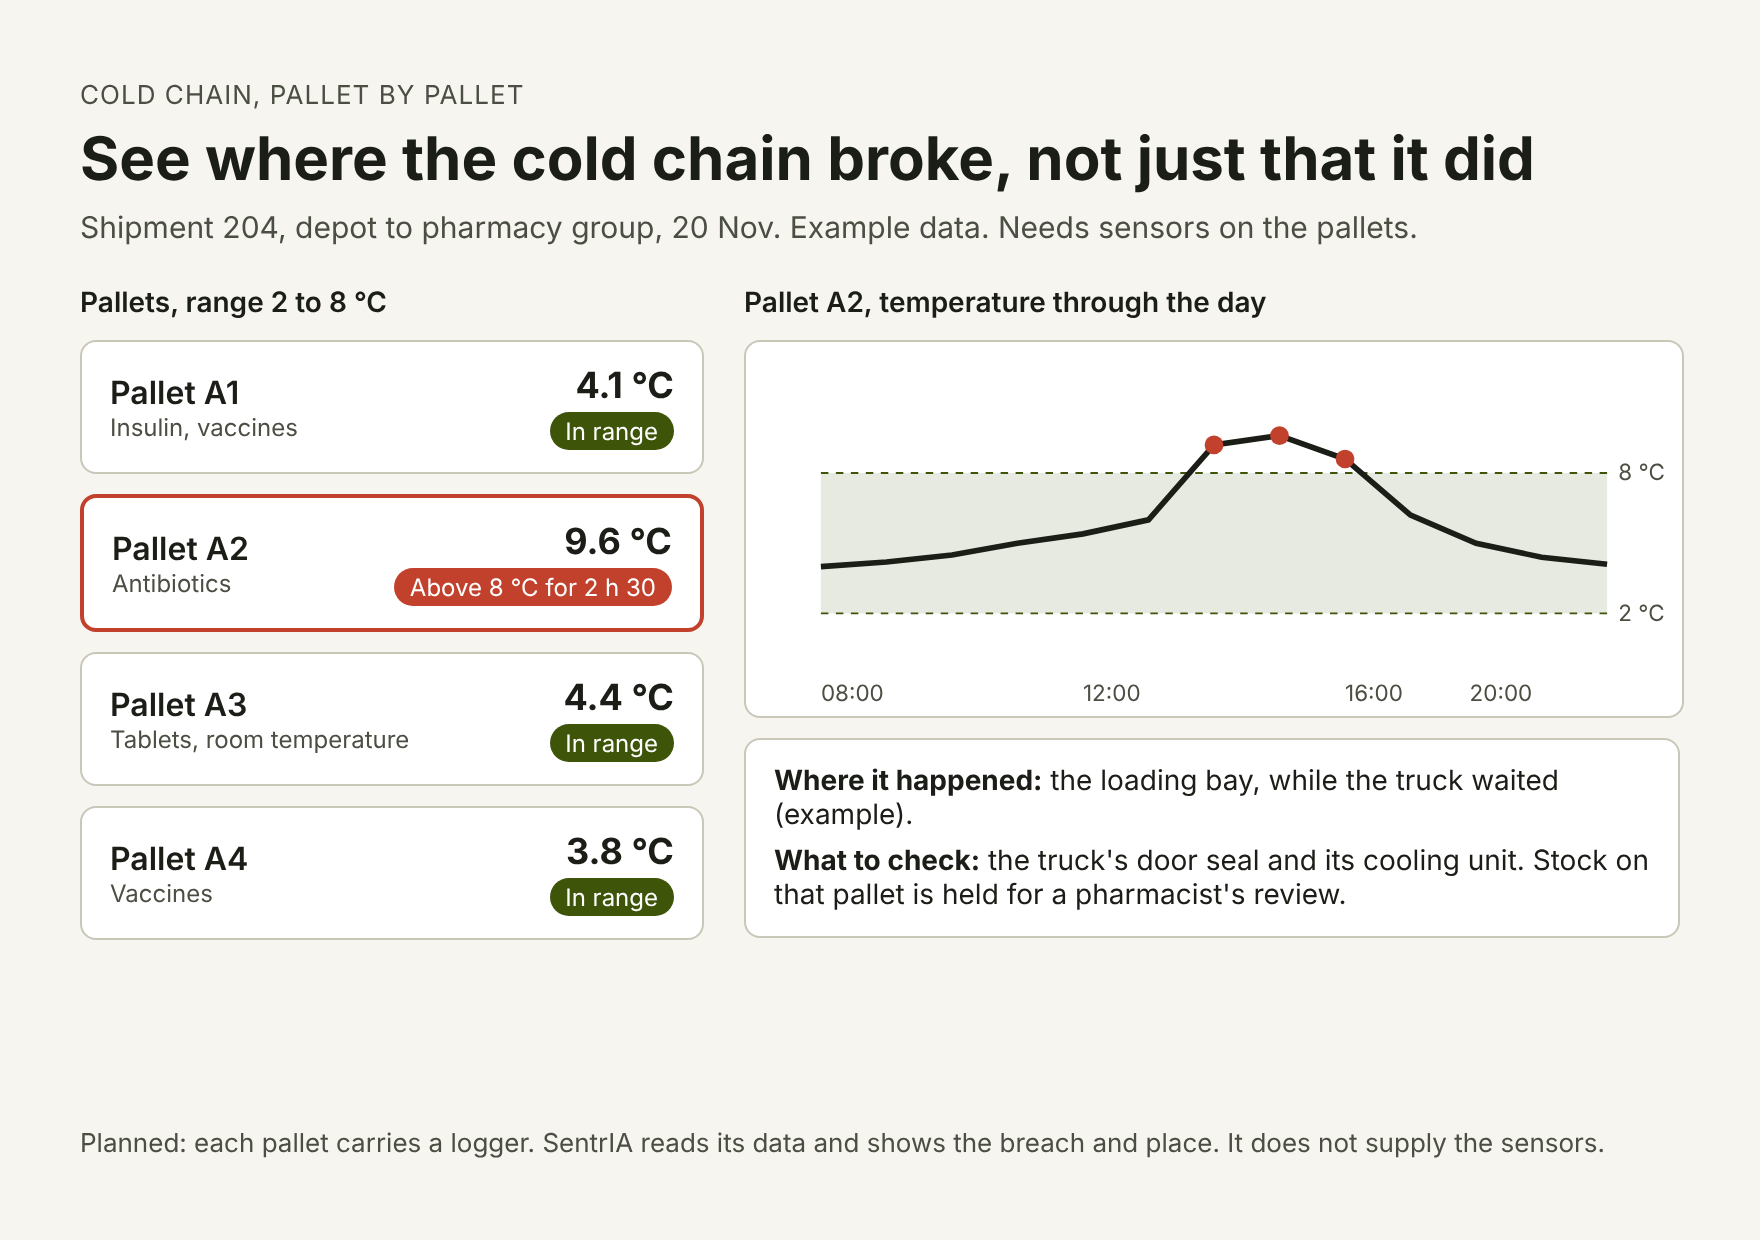 COLD CHAIN, PALLET BY PALLET
See where the cold chain broke, not just that it did
Shipment 204, depot to pharmacy group, 20 Nov. Example data. Needs sensors on the pallets.
Pallets, range 2 to 8 °C
Pallet A1
Insulin, vaccines
4.1 °C
In range
Pallet A2
Antibiotics
9.6 °C
Above 8 °C for 2 h 30
Pallet A3
Tablets, room temperature
4.4 °C
In range
Pallet A4
Vaccines
3.8 °C
In range
Pallet A2, temperature through the day
8 °C
2 °C
08:00 12:00 16:00 20:00
Where it happened: the loading bay, while the truck waited
(example).
What to check: the truck's door seal and its cooling unit. Stock on
that pallet is held for a pharmacist's review.
Planned: each pallet carries a logger. SentrIA reads its data and shows the breach and place. It does not supply the sensors.